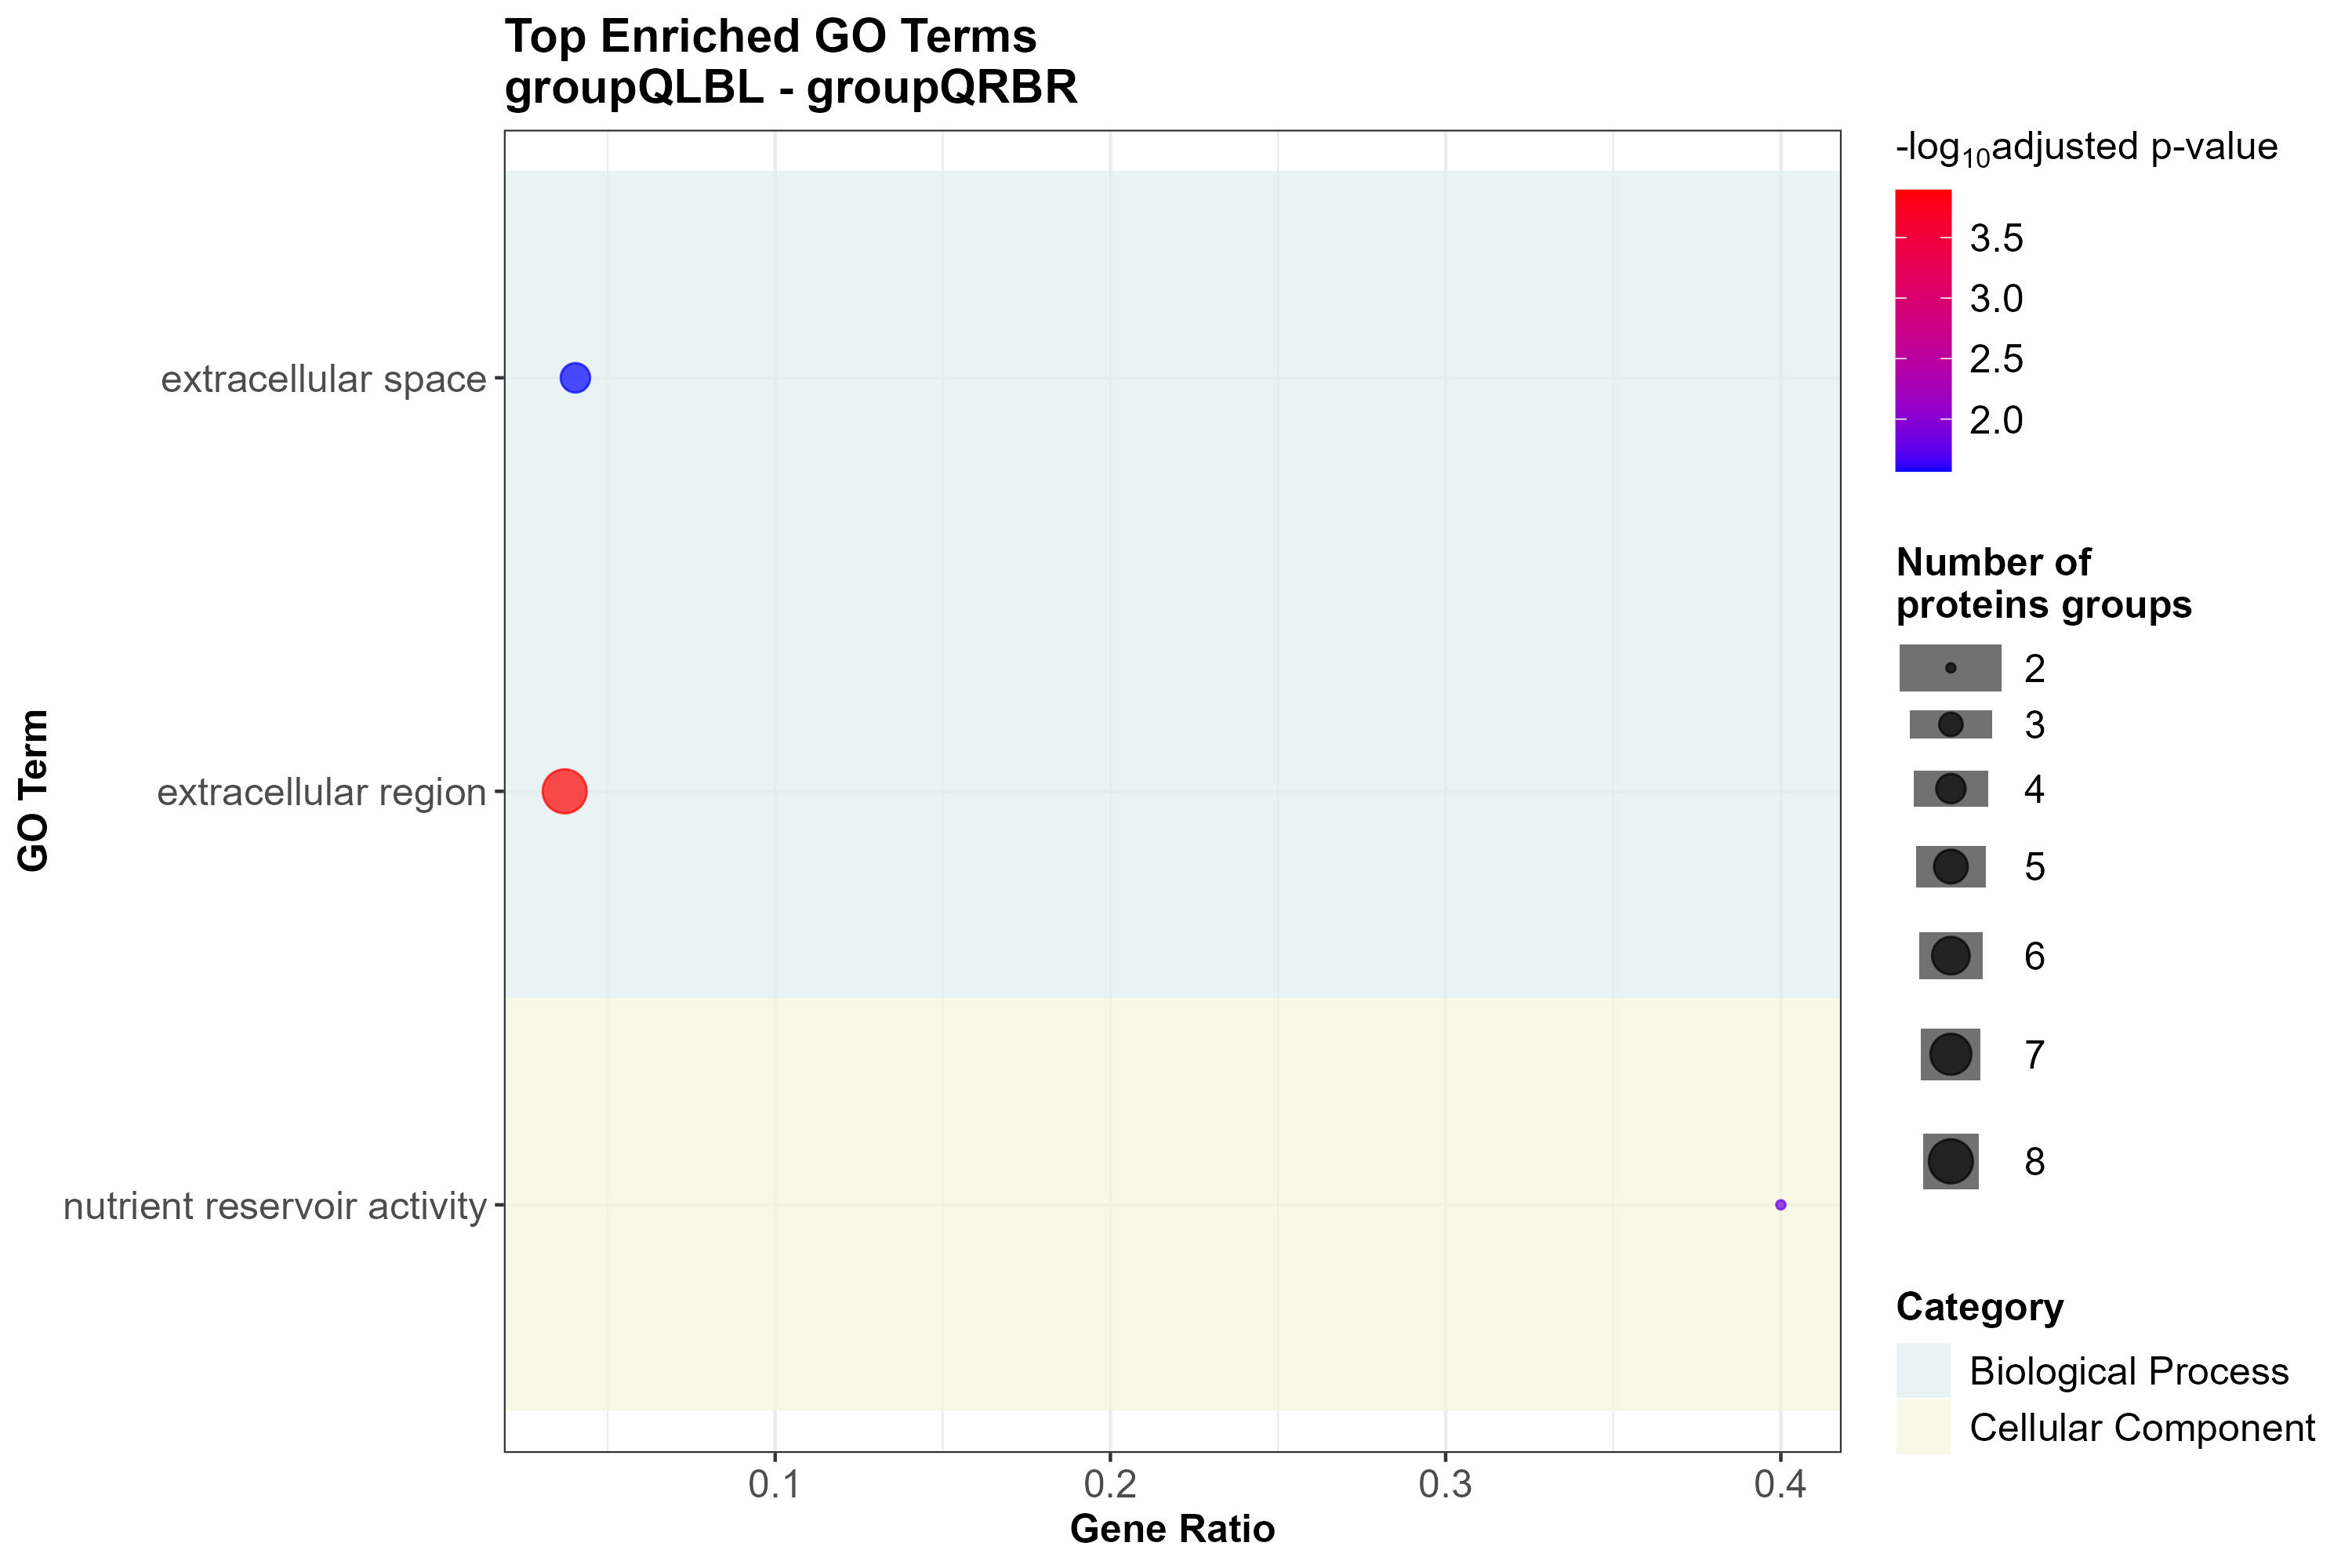 Top Enriched GO Terms
groupQLBL - groupQRBR
GO Term
extracellular space
extracellular region
nutrient reservoir activity
0.1
0.2
0.3
0.4
Gene Ratio
-log10adjusted p-value
3.5
3.0
2.5
2.0
Number of
proteins groups
2
3
4
5
6
7
8
Category
Biological Process
Cellular Component